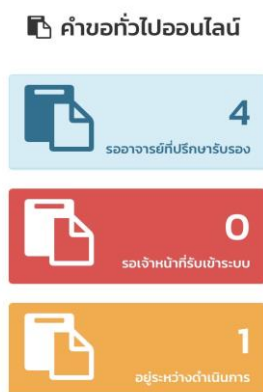 คำขอทั่วไปออนไลน์
4
รออาจารย์ที่ปรึกษารับรอง
0
รอเจ้าหน้าที่รับเข้าระบบ
1
อยู่ระหว่างดำเนินการ